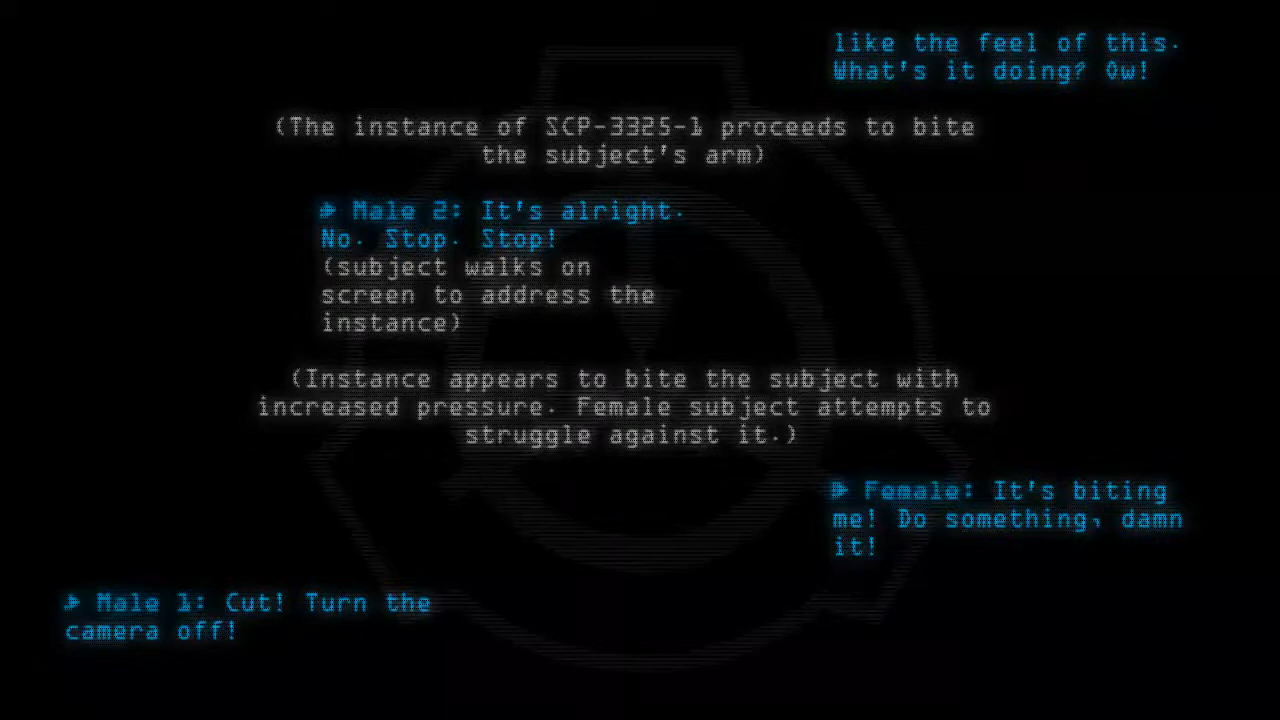 like the feel of this.
What's it doing? Ow!
(The instance of SCP-3325-1 proceeds to bite
the subject's arm)
► Male 2: It's alright.
No. Stop. Stop!
(subject walks on
screen to address the
instance)
(Instance appears to bite the subject with
increased pressure. Female subject attempts to
struggle against it.)
► Female: It's biting
me! Do something, damn
it!
► Male 1: Cut! Turn the
camera off!